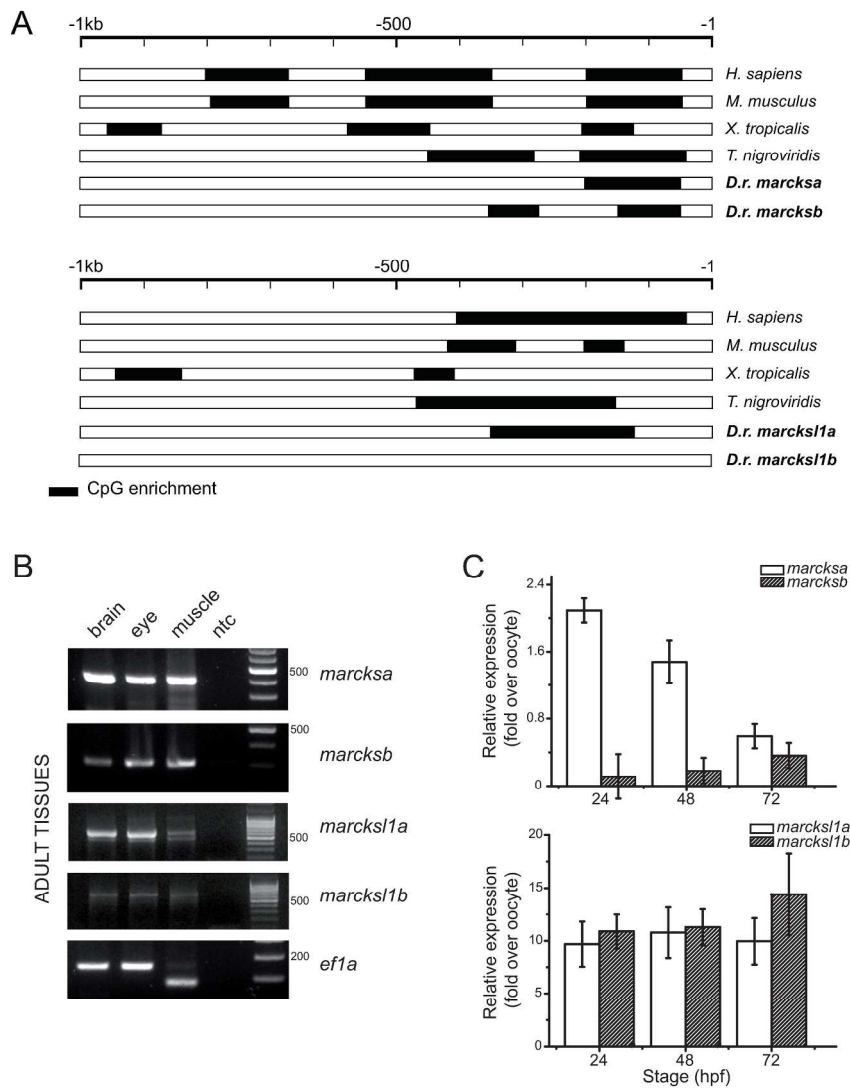 A
-1kb -500 -1
H. sapiens
M. musculus
X. tropicalis
T. nigroviridis
D.r. marcksa
D.r. marcksb
-1kb -500 -1
H. sapiens
M. musculus
X. tropicalis
T. nigroviridis
D.r. marcksl1a
D.r. marcksl1b
CpG enrichment
B
brain eye muscle ntc
ADULT TISSUES
500 marcksa
500 marcksb
500 marcksl1a
500 marcksl1b
200 ef1a
C
marcksa
marcksb
Relative expression
(fold over oocyte)
2.4
1.6
0.8
0
24 48 72
marcksl1a
marcksl1b
Relative expression
(fold over oocyte)
20
15
10
5
0
24 48 72
Stage (hpf)